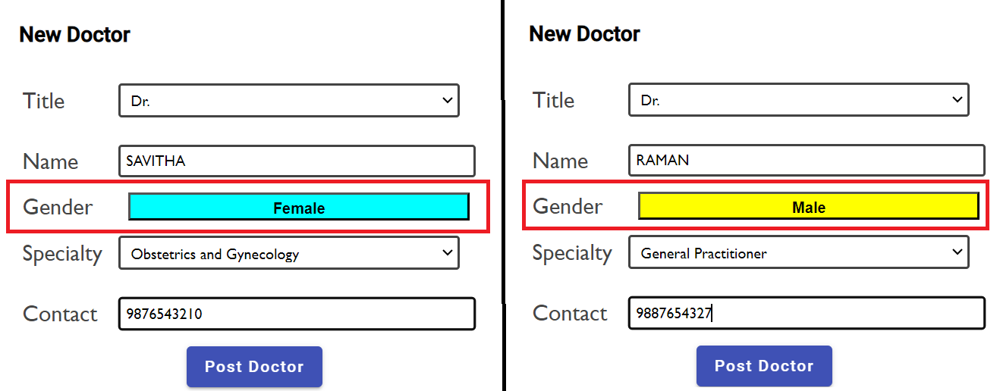 New Doctor
Title Dr.
Name SAVITHA
Gender Female
Specialty Obstetrics and Gynecology
Contact 9876543210
Post Doctor
New Doctor
Title Dr.
Name RAMAN
Gender Male
Specialty General Practitioner
Contact 9887654327
Post Doctor